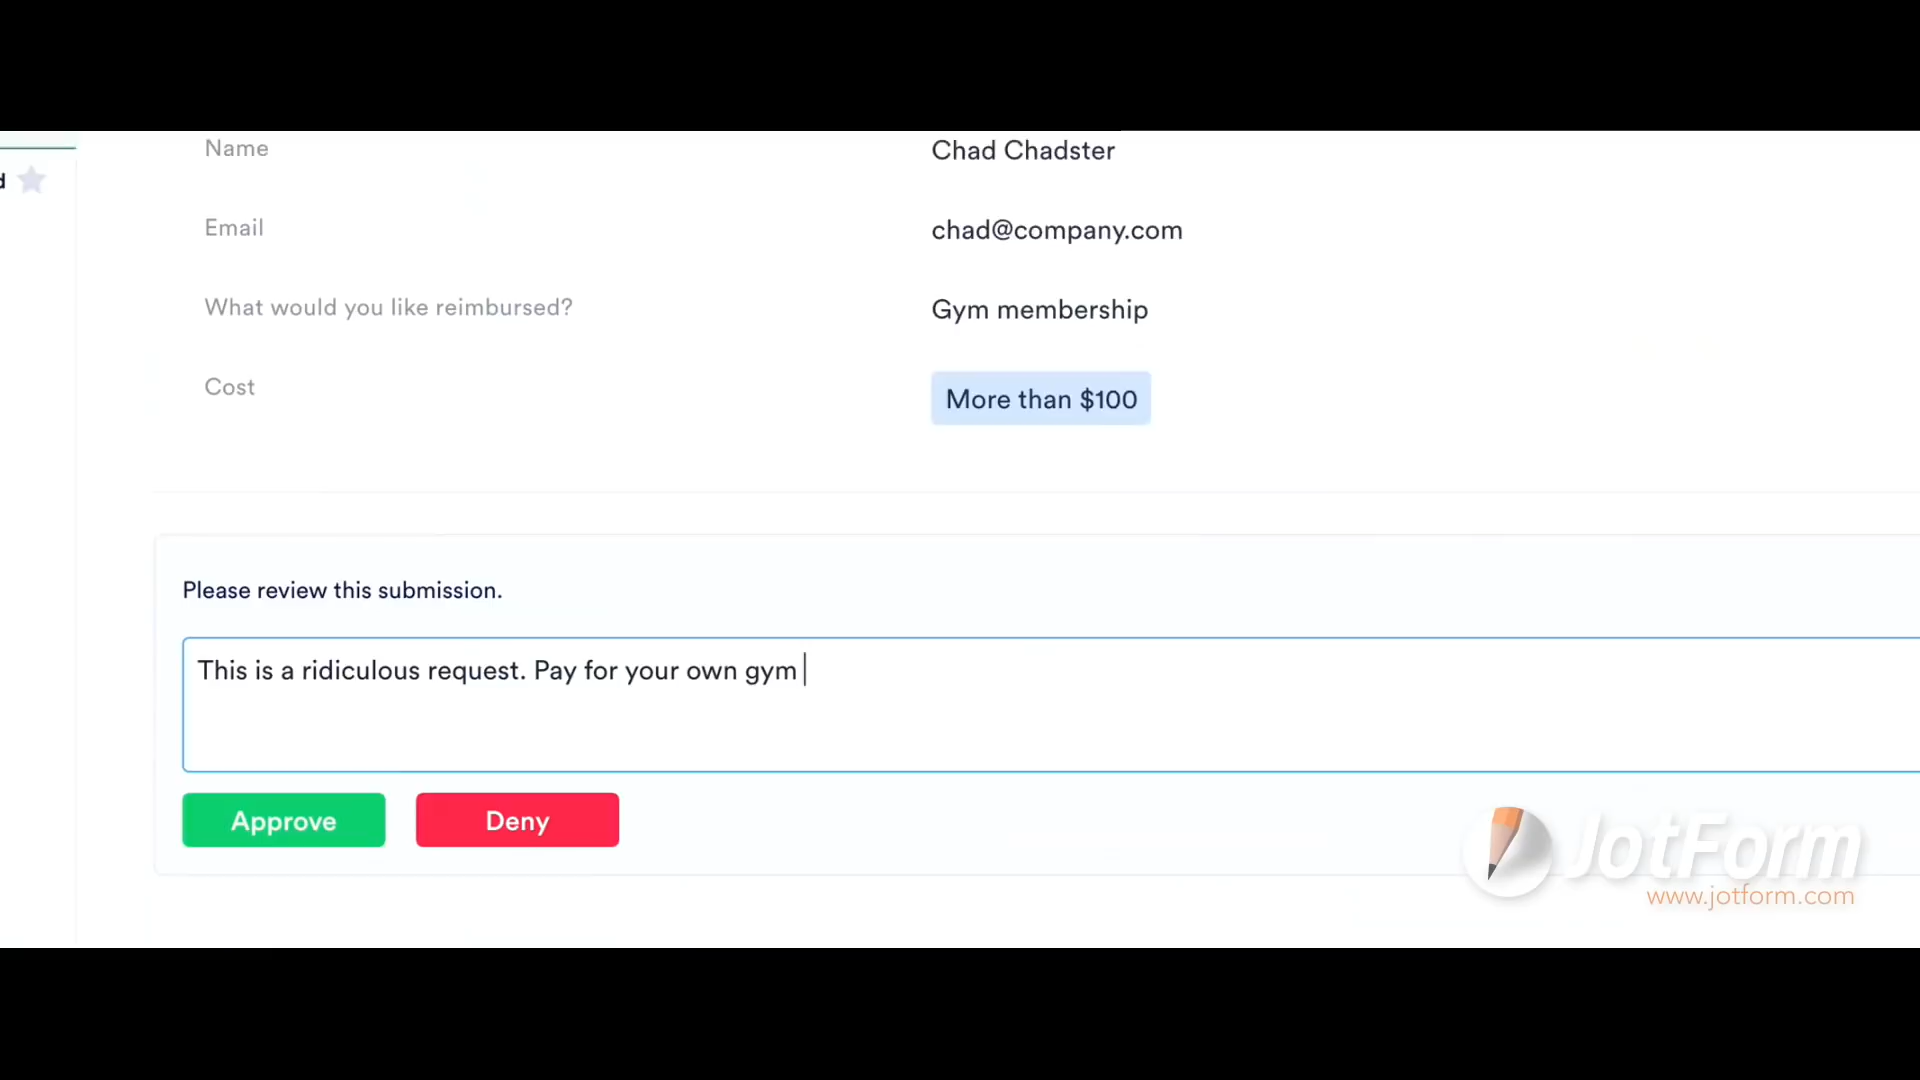 Name
Chad Chadster
d
Email
chad@company.com
What would you like reimbursed?
Gym membership
Cost
More than $100
Please review this submission.
This is a ridiculous request. Pay for your own gym
Approve
Deny
JotForm
www.jotform.com